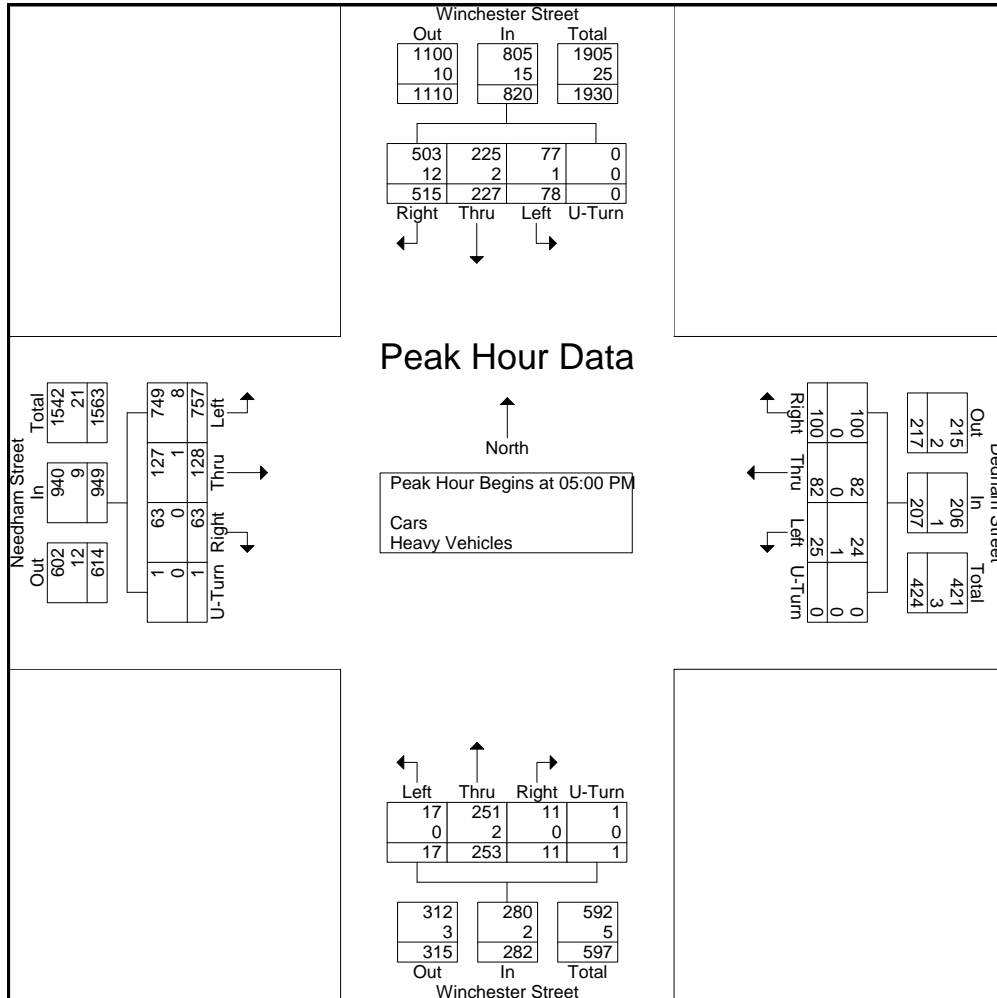 Winchester Street
Out In Total
1100 805 1905
10 15 25
1110 820 1930
503 225 77 0
12 2 1 0
515 227 78 0
Right Thru Left U-Turn
Peak Hour Data
North
Peak Hour Begins at 05:00 PM
Cars
Heavy Vehicles
Needham Street
Total In Out
1542 940 602
21 9 12
1563 949 614
749 127 63 1
8 1 0 0
757 128 63 1
Left Thru Right U-Turn
Dedham Street
Out In Total
215 206 421
2 1 3
217 207 424
100 82 24 0
0 0 1 0
100 82 25 0
Right Thru Left U-Turn
Left Thru Right U-Turn
17 251 11 1
0 2 0 0
17 253 11 1
312 280 592
3 2 5
315 282 597
Out In Total
Winchester Street